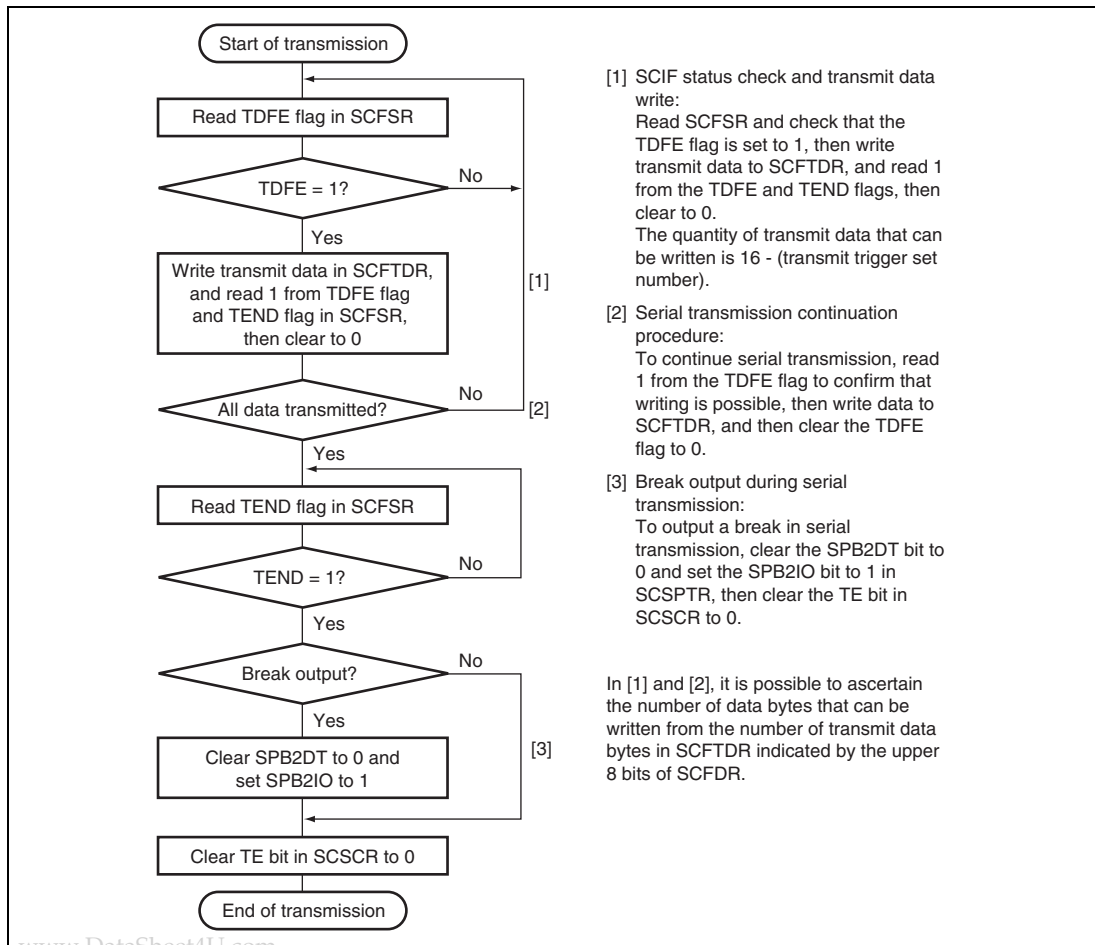 Start of transmission
Read TDFE flag in SCFSR
TDFE = 1?
No
Yes
Write transmit data in SCFTDR,
and read 1 from TDFE flag
and TEND flag in SCFSR,
then clear to 0
[1]
All data transmitted?
No
[2]
Yes
Read TEND flag in SCFSR
TEND = 1?
No
Yes
Break output?
No
Yes
Clear SPB2DT to 0 and
set SPB2IO to 1
[3]
Clear TE bit in SCSCR to 0
End of transmission
[1] SCIF status check and transmit data
write:
Read SCFSR and check that the
TDFE flag is set to 1, then write
transmit data to SCFTDR, and read 1
from the TDFE and TEND flags, then
clear to 0.
The quantity of transmit data that can
be written is 16 - (transmit trigger set
number).
[2] Serial transmission continuation
procedure:
To continue serial transmission, read
1 from the TDFE flag to confirm that
writing is possible, then write data to
SCFTDR, and then clear the TDFE
flag to 0.
[3] Break output during serial
transmission:
To output a break in serial
transmission, clear the SPB2DT bit to
0 and set the SPB2IO bit to 1 in
SCSPTR, then clear the TE bit in
SCSCR to 0.
In [1] and [2], it is possible to ascertain
the number of data bytes that can be
written from the number of transmit data
bytes in SCFTDR indicated by the upper
8 bits of SCFDR.
www.DataSheet4U.com